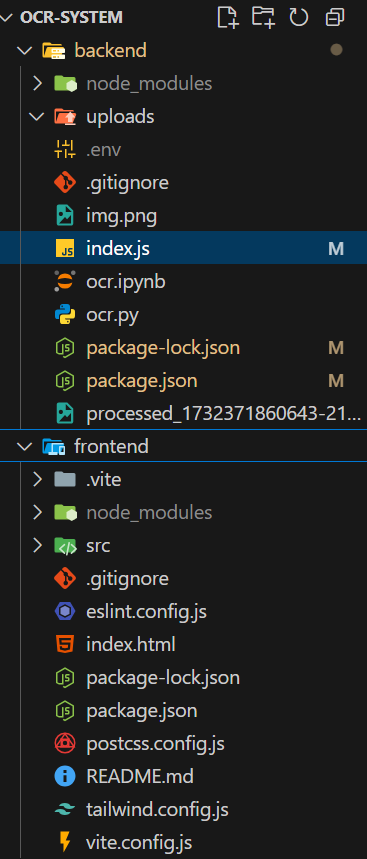 OCR-SYSTEM
backend
node_modules
uploads
.env
.gitignore
img.png
JS index.js M
ocr.ipynb
ocr.py
package-lock.json M
package.json M
processed_1732371860643-21...
frontend
.vite
node_modules
src
.gitignore
eslint.config.js
index.html
package-lock.json
package.json
postcss.config.js
README.md
tailwind.config.js
vite.config.js